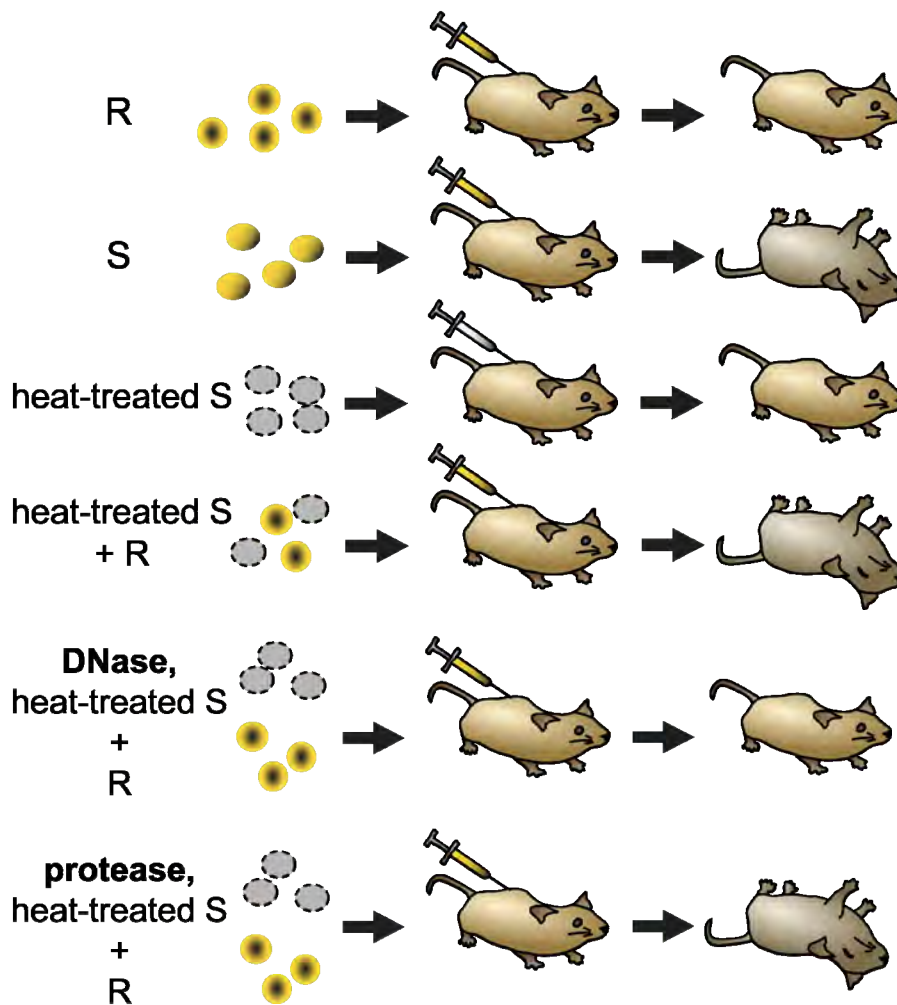 R
S
heat-treated S
heat-treated S
+ R
DNase,
heat-treated S
+
R
protease,
heat-treated S
+
R